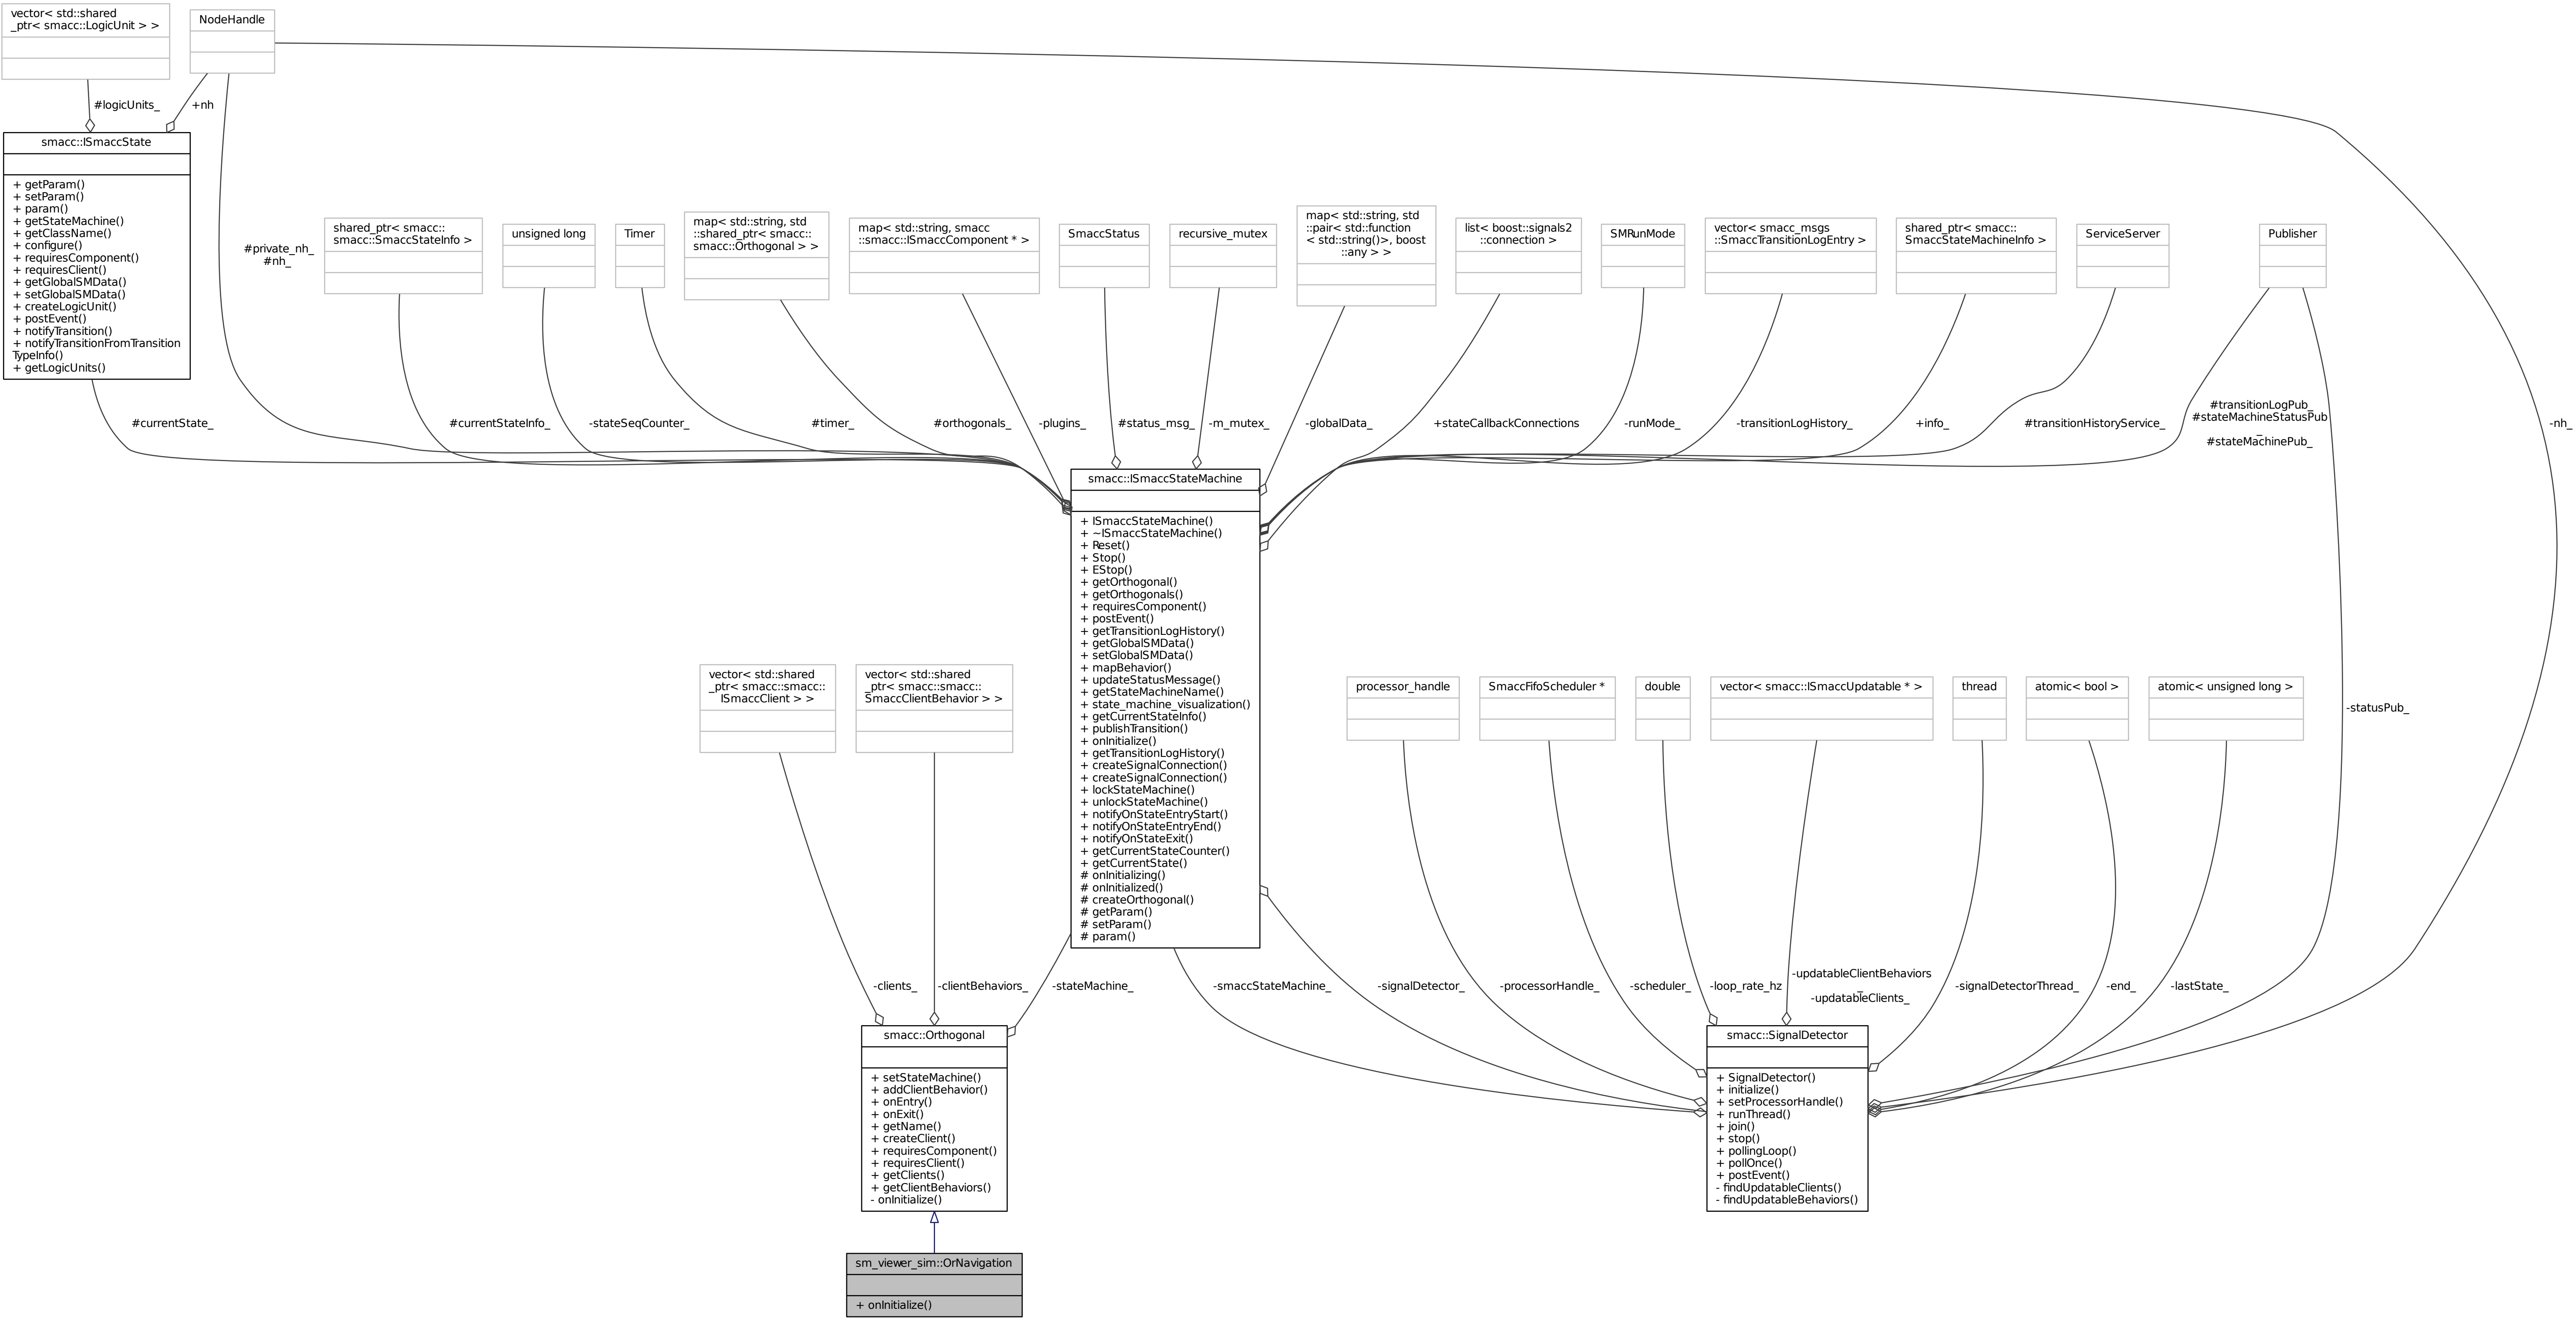 vector< std::shared
_ptr< smacc::LogicUnit > >
NodeHandle
#logicUnits_
+nh
smacc::ISmaccState
+ getParam()
+ setParam()
+ param()
+ getStateMachine()
+ getClassName()
+ configure()
+ requiresComponent()
+ requiresClient()
+ getGlobalSMData()
+ setGlobalSMData()
+ createLogicUnit()
+ postEvent()
+ notifyTransition()
+ notifyTransitionFromTransition
TypeInfo()
+ getLogicUnits()
#private_nh_
#nh_
shared_ptr< smacc::
smacc::SmaccStateInfo >
unsigned long
Timer
map< std::string, std
::shared_ptr< smacc::
smacc::Orthogonal > >
map< std::string, smacc
::smacc::ISmaccComponent * >
SmaccStatus
recursive_mutex
map< std::string, std
::pair< std::function
< std::string()>, boost
::any > >
list< boost::signals2
::connection >
SMRunMode
vector< smacc_msgs
::SmaccTransitionLogEntry >
shared_ptr< smacc::
SmaccStateMachineInfo >
ServiceServer
Publisher
#currentState_
#currentStateInfo_
-stateSeqCounter_
#timer_
#orthogonals_
-plugins_
#status_msg_
-m_mutex_
-globalData_
+stateCallbackConnections
-runMode_
-transitionLogHistory_
+info_
#transitionHistoryService_
#transitionLogPub_
#stateMachineStatusPub
_
#stateMachinePub_
-nh_
smacc::ISmaccStateMachine
+ ISmaccStateMachine()
+ ~ISmaccStateMachine()
+ Reset()
+ Stop()
+ EStop()
+ getOrthogonal()
+ getOrthogonals()
+ requiresComponent()
+ postEvent()
+ getTransitionLogHistory()
+ getGlobalSMData()
+ setGlobalSMData()
+ mapBehavior()
+ updateStatusMessage()
+ getStateMachineName()
+ state_machine_visualization()
+ getCurrentStateInfo()
+ publishTransition()
+ onInitialize()
+ getTransitionLogHistory()
+ createSignalConnection()
+ createSignalConnection()
+ lockStateMachine()
+ unlockStateMachine()
+ notifyOnStateEntryStart()
+ notifyOnStateEntryEnd()
+ notifyOnStateExit()
+ getCurrentStateCounter()
+ getCurrentState()
# onInitializing()
# onInitialized()
# createOrthogonal()
# getParam()
# setParam()
# param()
vector< std::shared
_ptr< smacc::smacc::
ISmaccClient > >
vector< std::shared
_ptr< smacc::smacc::
SmaccClientBehavior > >
processor_handle
SmaccFifoScheduler *
double
vector< smacc::ISmaccUpdatable * >
thread
atomic< bool >
atomic< unsigned long >
-statusPub_
-clients_
-clientBehaviors_
-stateMachine_
-smaccStateMachine_
-signalDetector_
-processorHandle_
-scheduler_
-loop_rate_hz
-updatableClientBehaviors
_
-updatableClients_
-signalDetectorThread_
-end_
-lastState_
smacc::Orthogonal
+ setStateMachine()
+ addClientBehavior()
+ onEntry()
+ onExit()
+ getName()
+ createClient()
+ requiresComponent()
+ requiresClient()
+ getClients()
+ getClientBehaviors()
- onInitialize()
smacc::SignalDetector
+ SignalDetector()
+ initialize()
+ setProcessorHandle()
+ runThread()
+ join()
+ stop()
+ pollingLoop()
+ pollOnce()
+ postEvent()
- findUpdatableClients()
- findUpdatableBehaviors()
sm_viewer_sim::OrNavigation
+ onInitialize()